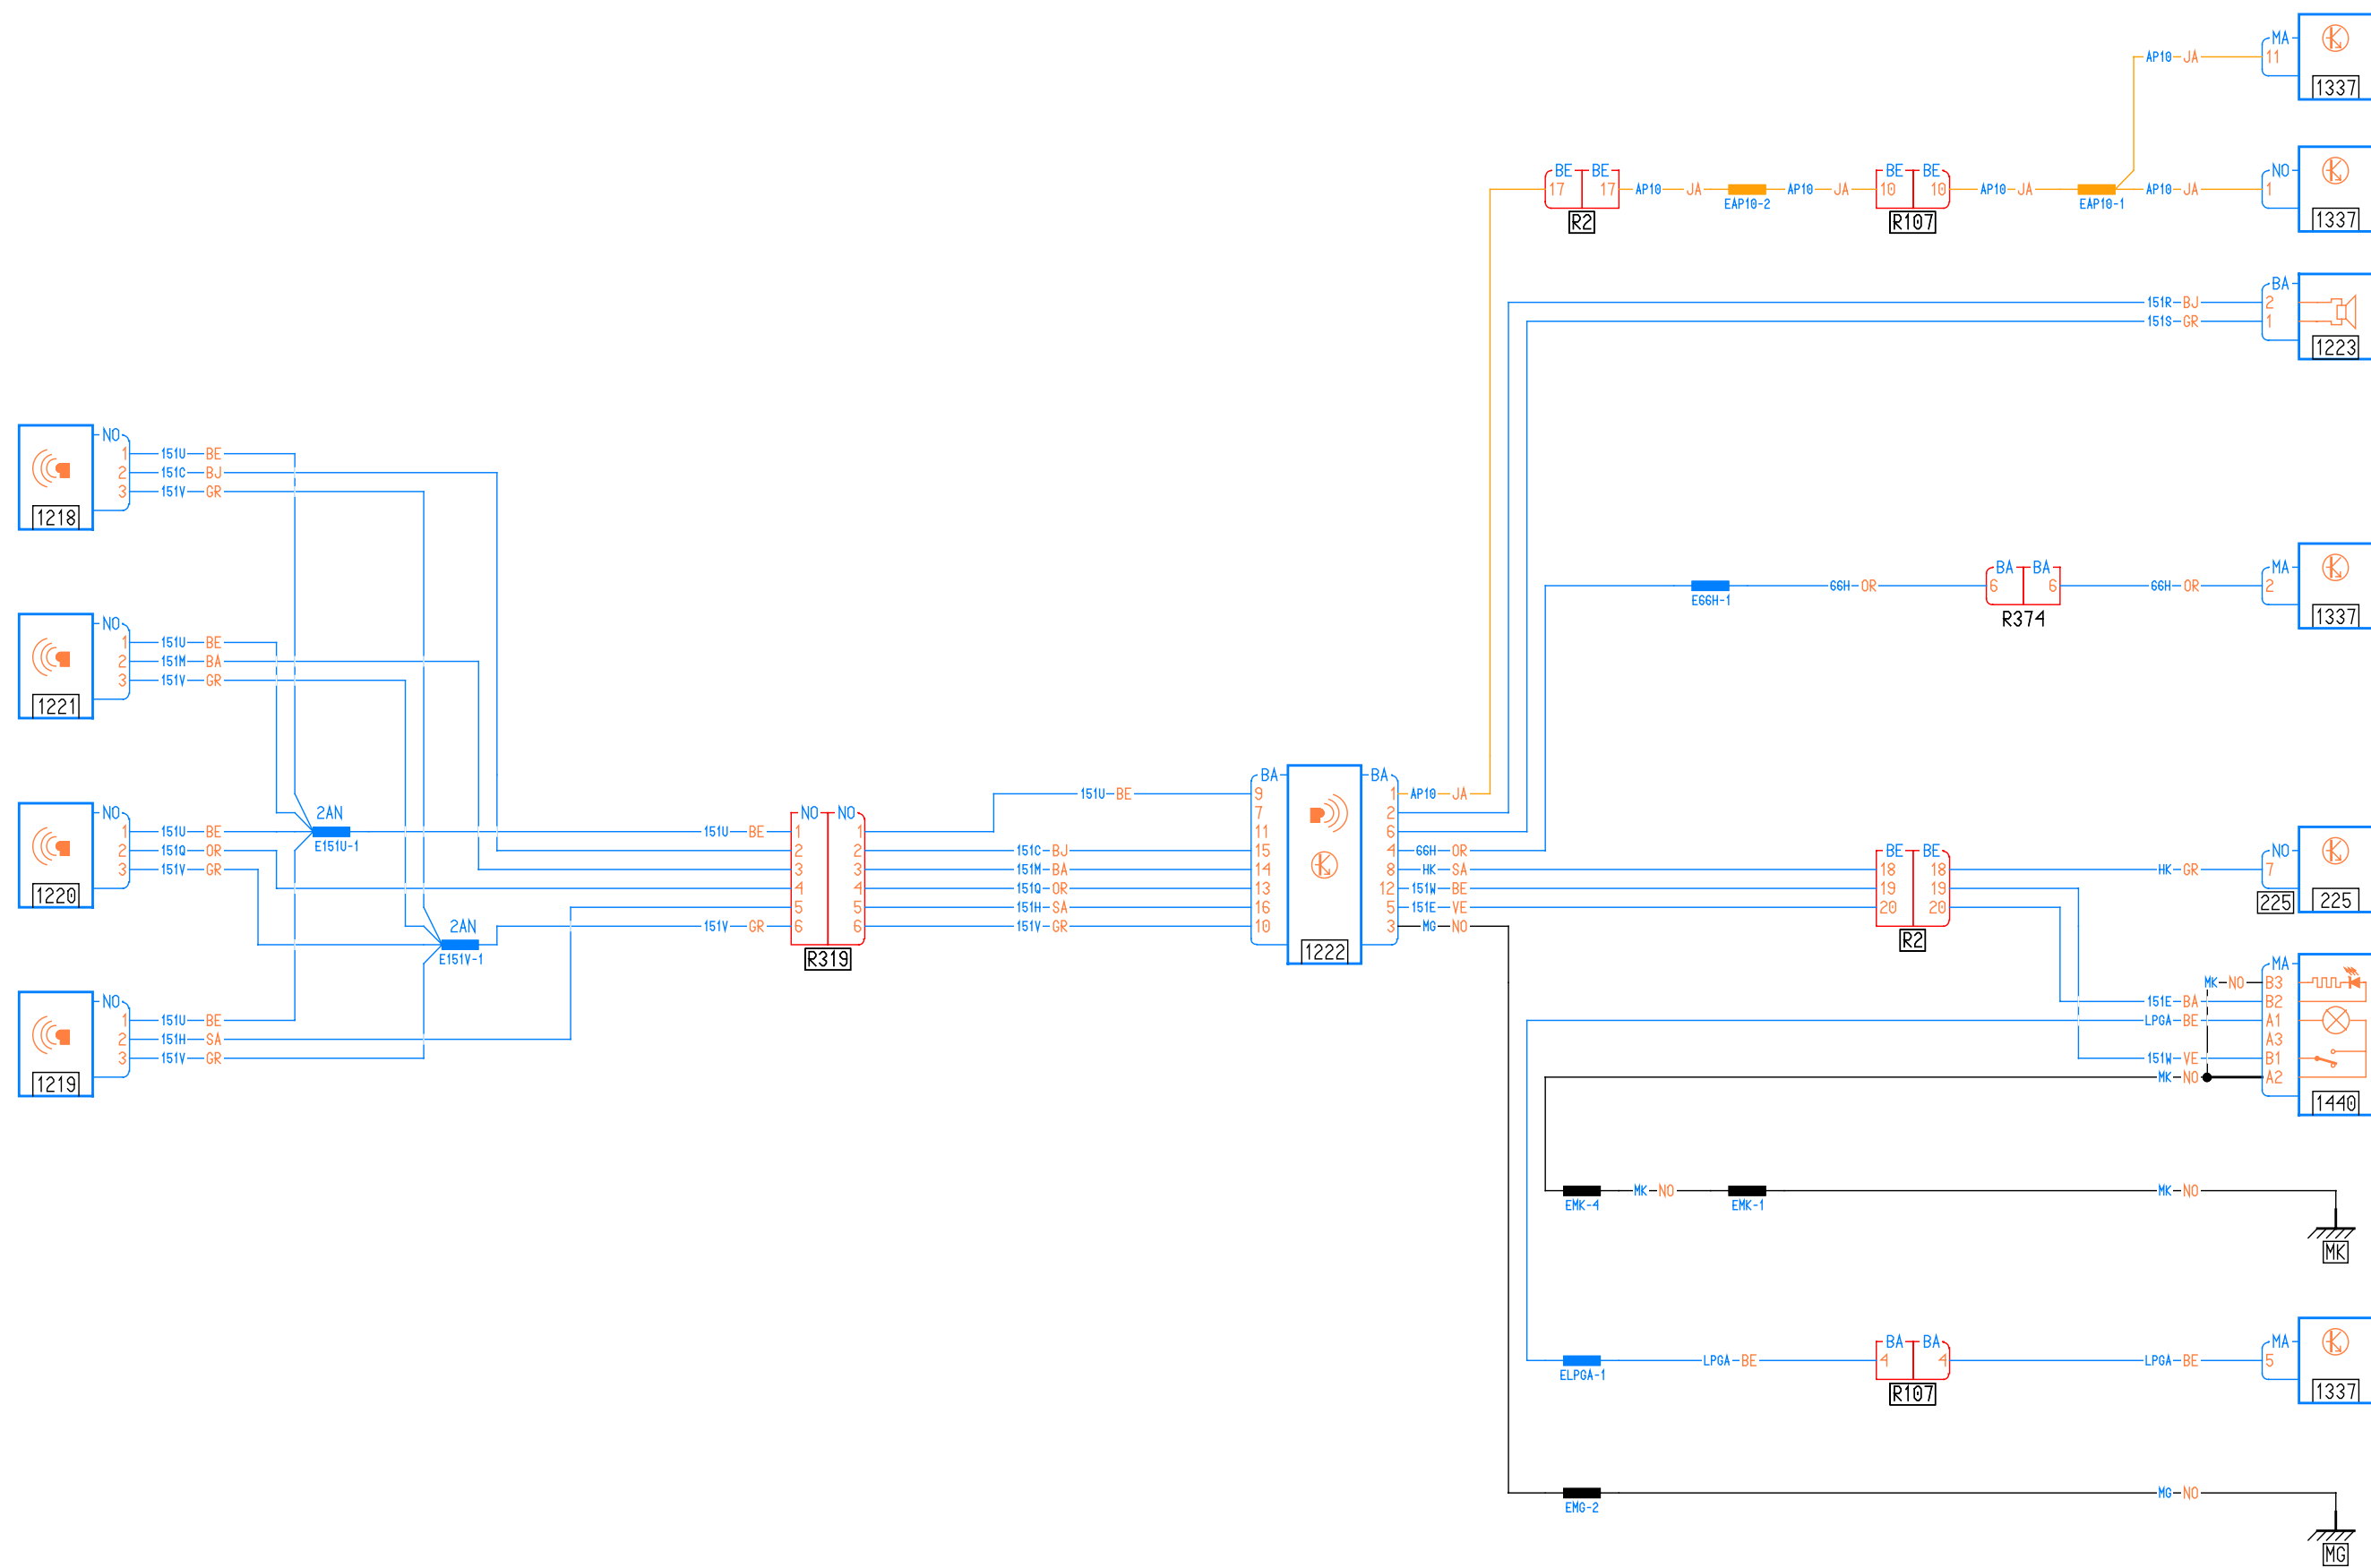 MA
AP10 JA 11
1337
BE BE BE BE NO
17 17 AP10 JA AP10 JA 10 10 AP10 JA AP10 JA 1
EAP10-2 EAP10-1
R2 R107 1337
BA
151R BJ 2
151S GR 1
1223
NO
1 151U BE
2 151C BJ
3 151V GR
1218
BA BA MA
6 6
66H OR 66H OR 2
E66H-1
R374 1337
NO
1 151U BE
2 151M BA
3 151V GR
1221
BA BA
9 151U BE 1 AP10 JA
NO 2AN NO NO 7 2
1 151U BE 151U BE 1 1 11 6
E151U-1
2 151Q OR 2 2 151C BJ 15 4 66H OR BE BE NO
3 151V GR 3 3 151M BA 14 8 HK SA 18 18 HK GR 7
1220 4 4 151Q OR 13 12 151W BE 19 19 225 225
5 5 151H SA 16 5 151E VE 20 20
2AN 151V GR 6 6 151V GR 10 3 MG NO
E151V-1 R319 1222 R2
MA
MK NO B3
NO 151E BA B2
1 151U BE LPGA BE A1
2 151H SA A3
3 151V GR 151W VE B1
MK NO A2
1219 1440
MK NO MK NO
EMK-4 EMK-1
MK
BA BA MA
LPGA BE 4 4 LPGA BE 5
ELPGA-1
R107 1337
MG NO
EMG-2
MG